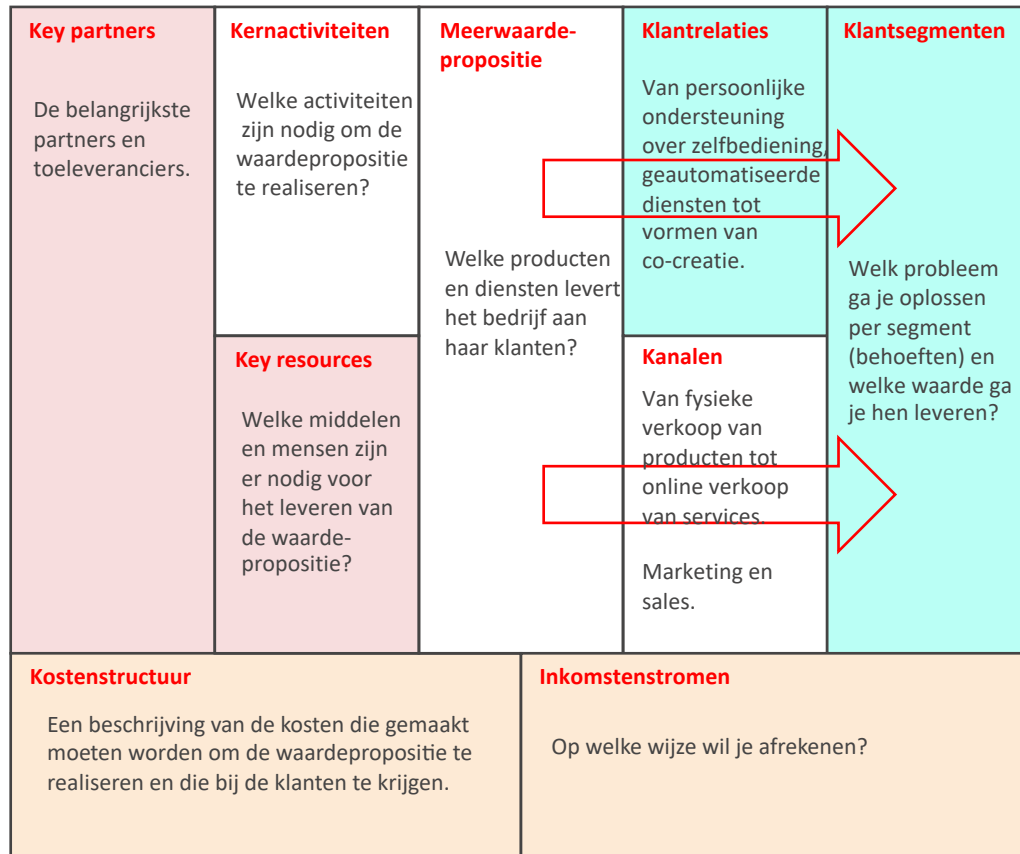 Key partners
De belangrijkste
partners en
toeleveranciers.
Kernactiviteiten
Welke activiteiten
zijn nodig om de
waardepropositie
te realiseren?
Key resources
Welke middelen
en mensen zijn
er nodig voor
het leveren van
de waarde-
propositie?
Meerwaarde-
propositie
Welke producten
en diensten levert
het bedrijf aan
haar klanten?
Klantrelaties
Van persoonlijke
ondersteuning
over zelfbediening,
geautomatiseerde
diensten tot
vormen van
co-creatie.
Kanalen
Van fysieke
verkoop van
producten tot
online verkoop
van services.
Marketing en
sales.
Klantsegmenten
Welk probleem
ga je oplossen
per segment
(behoeften) en
welke waarde ga
je hen leveren?
Kostenstructuur
Een beschrijving van de kosten die gemaakt
moeten worden om de waardepropositie te
realiseren en die bij de klanten te krijgen.
Inkomstenstromen
Op welke wijze wil je afrekenen?